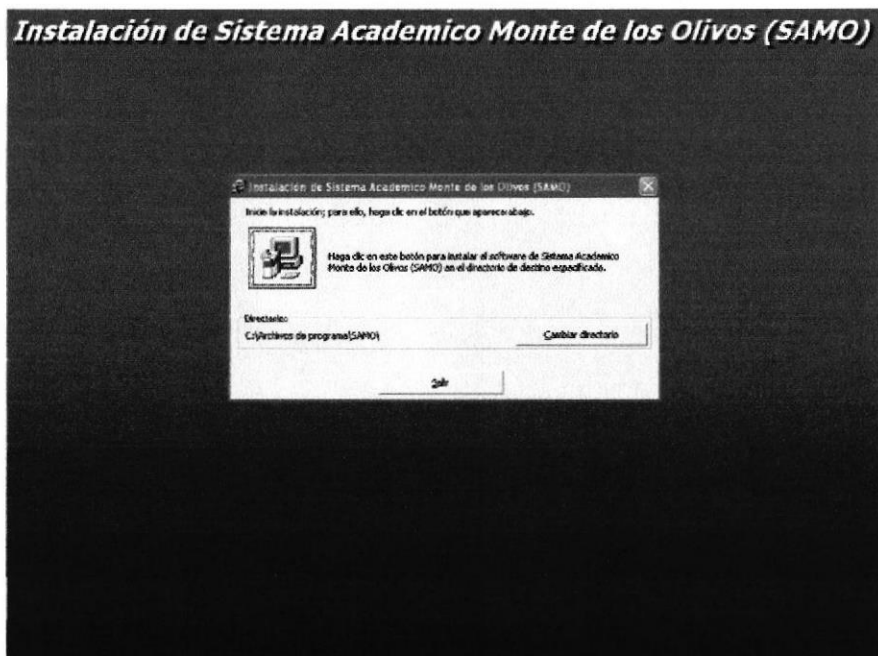 Instalación de Sistema Academico Monte de los Olivos (SAMO)
Instalación de Sistema Academico Monte de los Olivos (SAMO)
Inicie la instalación; para ello, haga clic en el botón que aparece abajo.
Haga clic en este botón para instalar el software de Sistema Academico
Monte de los Olivos (SAMO) en el directorio de destino especificado.
Directorio:
C:\Archivos de programa\SAMO\
Cambiar directorio
Salir